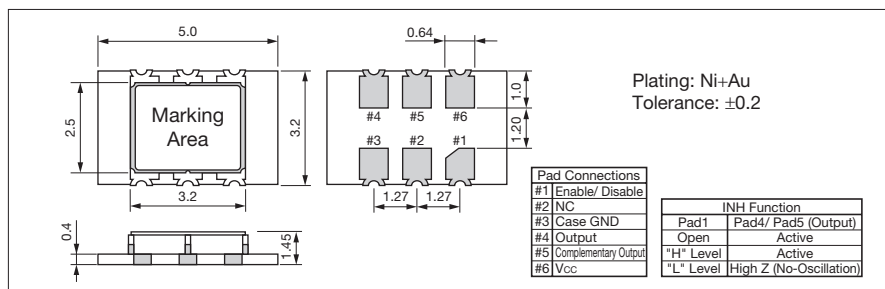 5.0
0.64
Marking
Area
2.5
3.2
3.2
#4 #5 #6
#3 #2 #1
1.0
1.20
1.27 1.27
0.4
1.45
Plating: Ni+Au
Tolerance: ±0.2
Pad Connections
#1 Enable/ Disable
#2 NC
#3 Case GND
#4 Output
#5 Complementary Output
#6 Vcc
INH Function
Pad1 Pad4/ Pad5 (Output)
Open Active
"H" Level Active
"L" Level High Z (No-Oscillation)